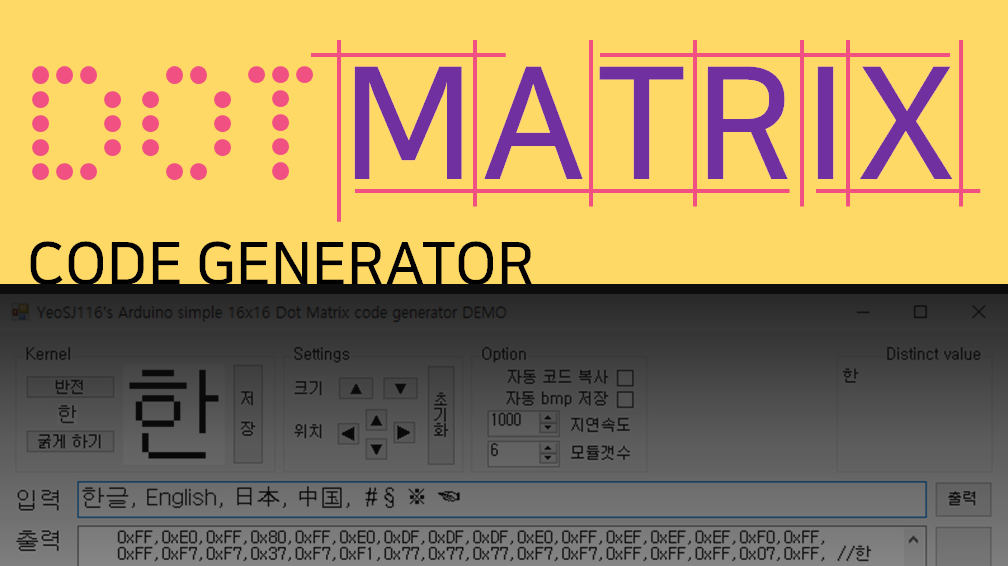 DOT MATRIX
CODE GENERATOR
YeoSJ116's Arduino simple 16x16 Dot Matrix code generator DEMO
Kernel
반전
한
굵게 하기
한
저장
Settings
크기 ▲ ▼
위치 ◀ ▲ ▼ ▶
초기화
Option
자동 코드 복사
자동 bmp 저장
1000 지연속도
6 모듈갯수
Distinct value
한
입력 한글, English, 日本, 中国, #§ ※ ☜ 출력
출력 0xFF,0xE0,0xFF,0x80,0xFF,0xE0,0xDF,0xDF,0xDF,0xE0,0xFF,0xEF,0xEF,0xEF,0xF0,0xFF,
0xFF,0xF7,0xF7,0x37,0xF7,0xF1,0x77,0x77,0x77,0xF7,0xF7,0xFF,0xFF,0xFF,0x07,0xFF, //한